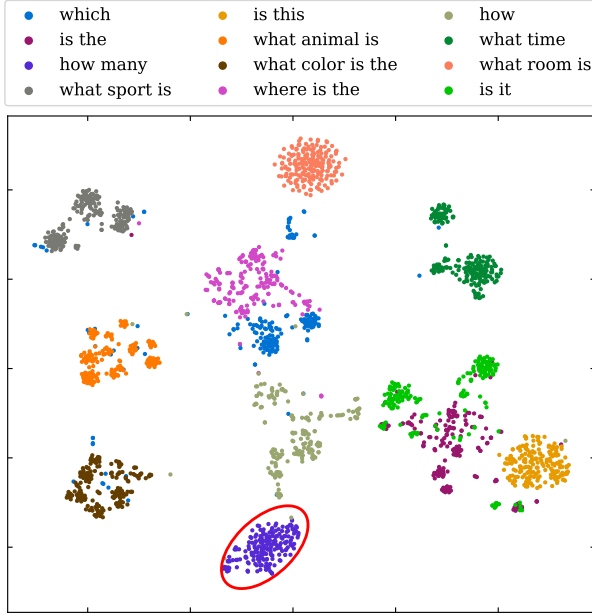 which is this how
is the what animal is what time
how many what color is the what room is
what sport is where is the is it